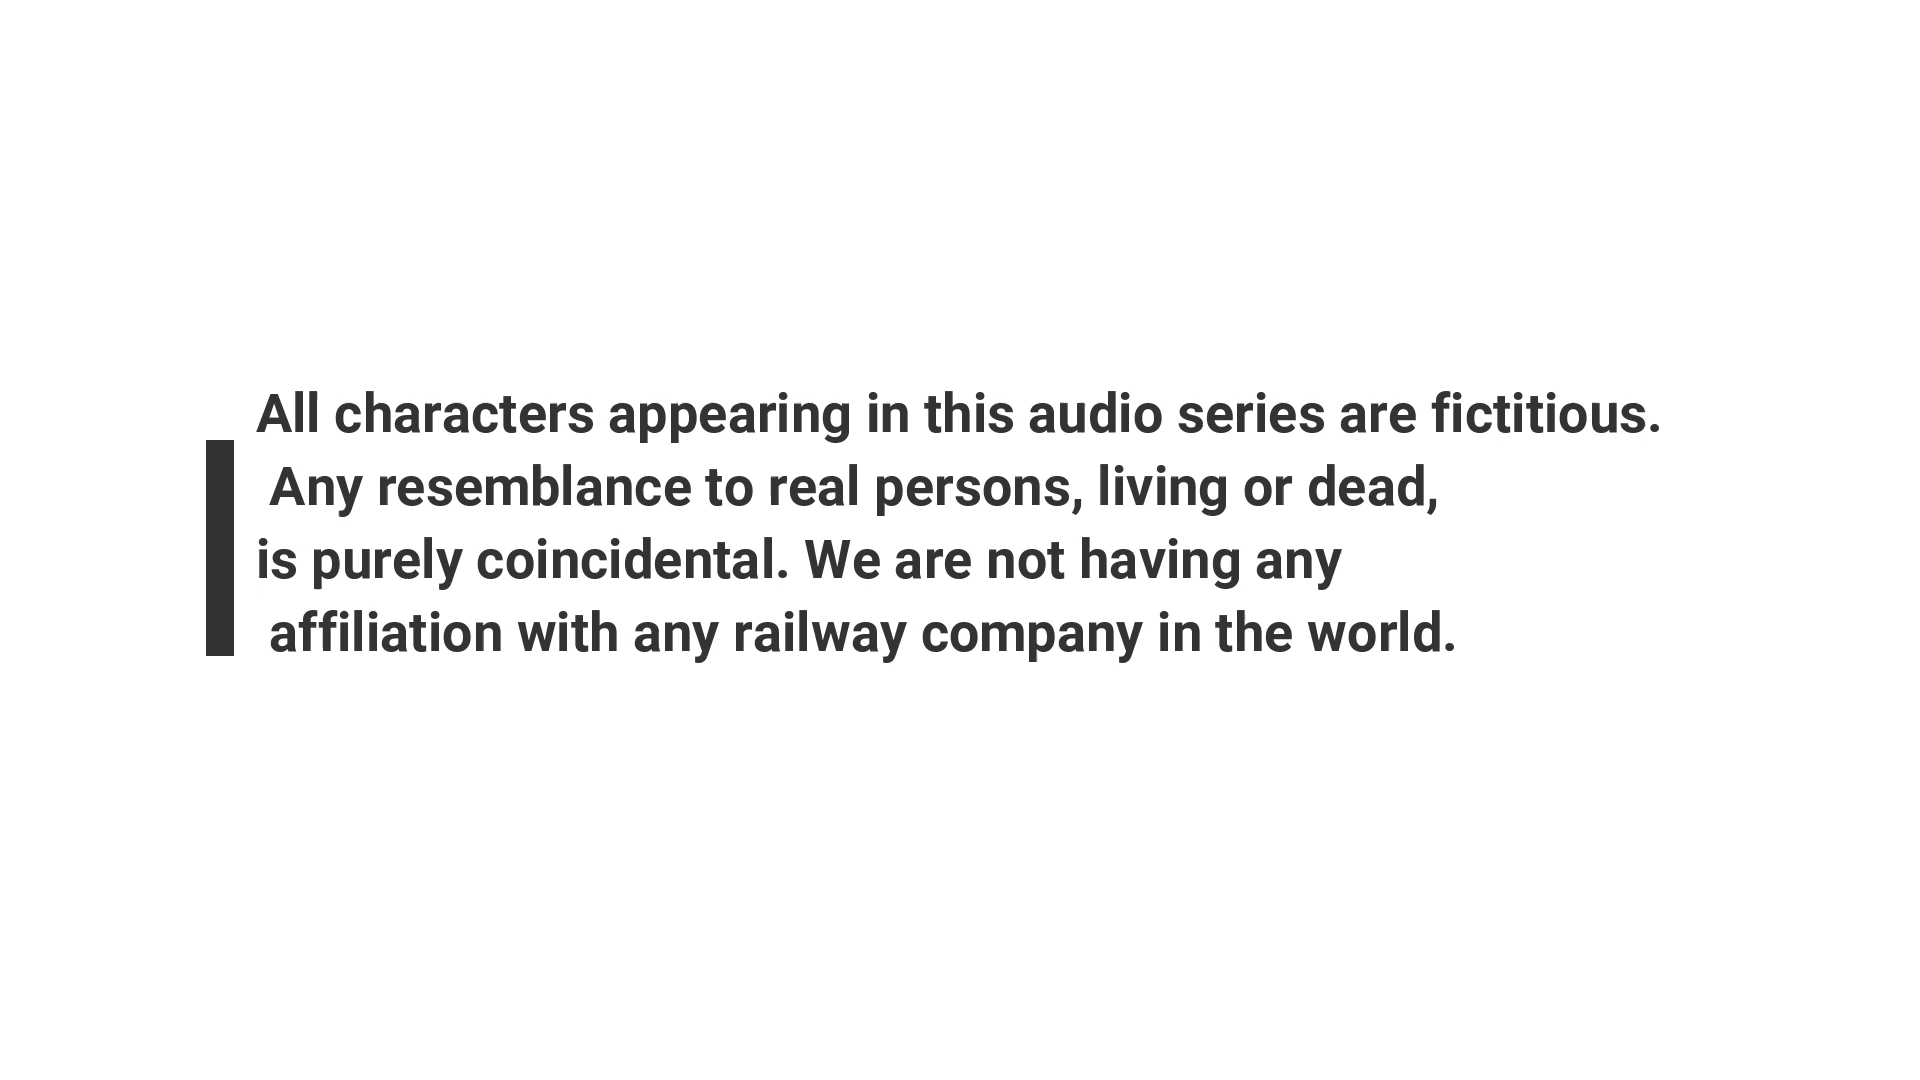 All characters appearing in this audio series are fictitious.
Any resemblance to real persons, living or dead,
is purely coincidental. We are not having any
affiliation with any railway company in the world.